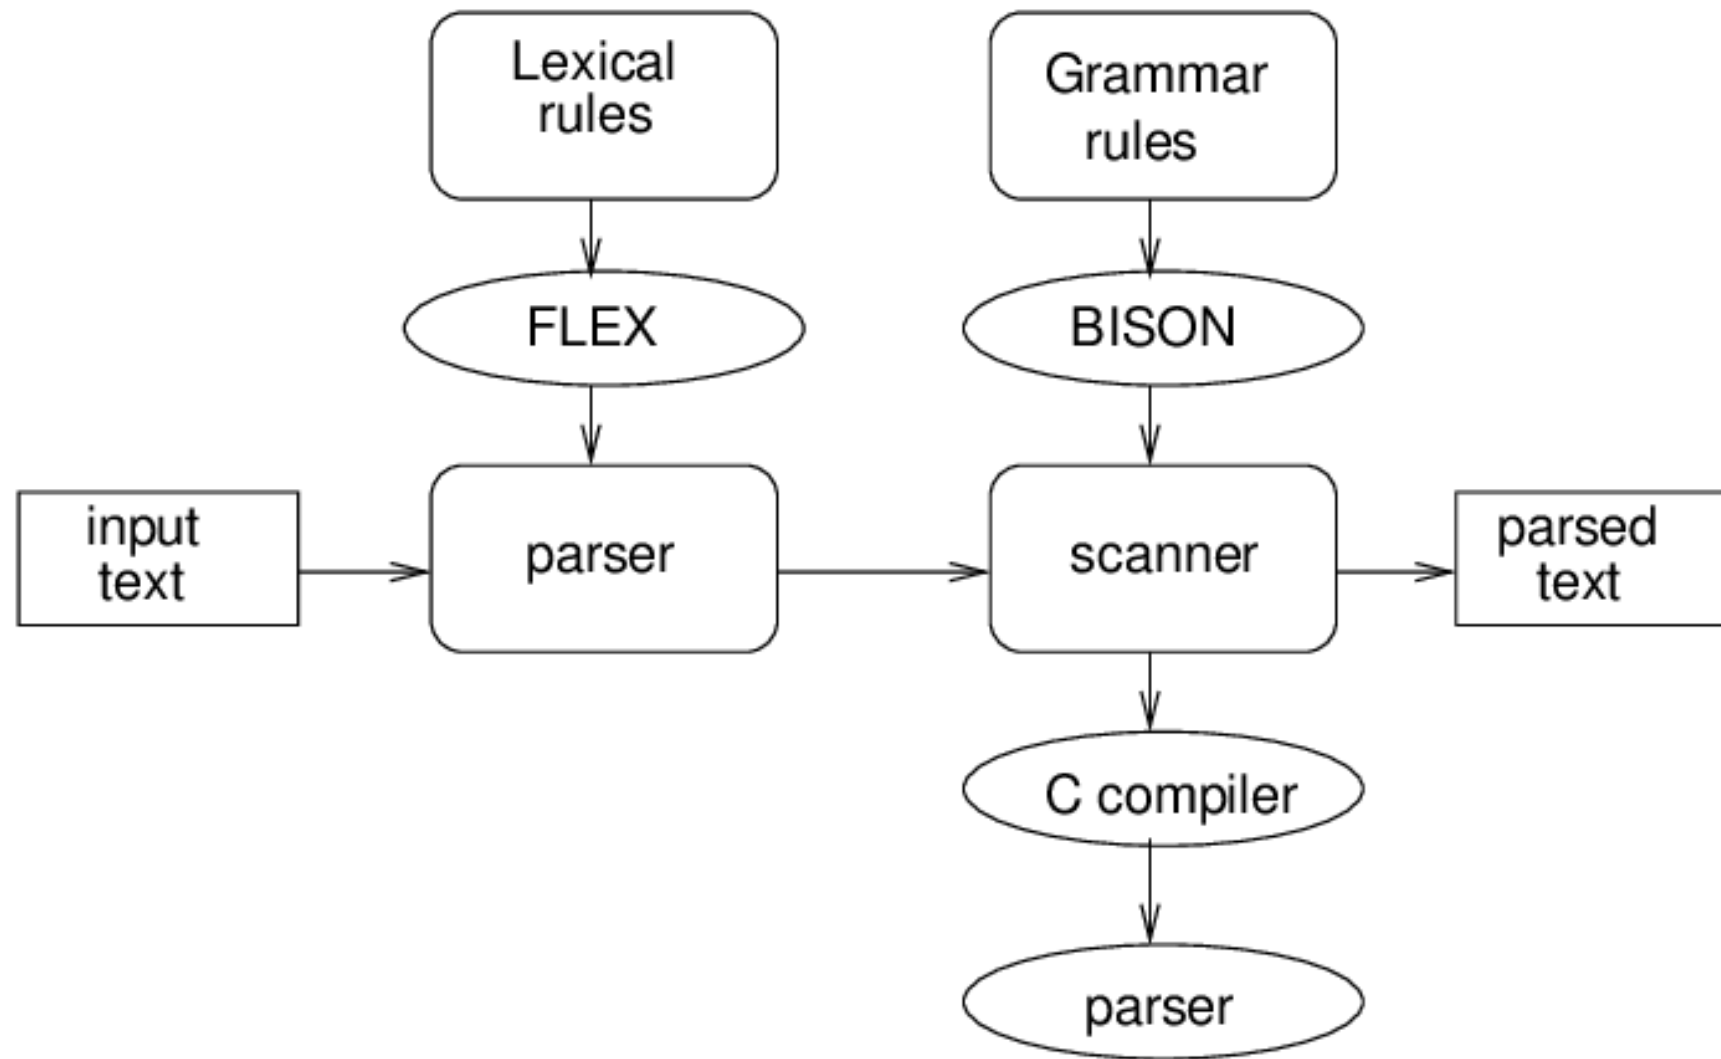 Lexical
rules
Grammar
rules
FLEX
BISON
input
text
parser
scanner
parsed
text
C compiler
parser